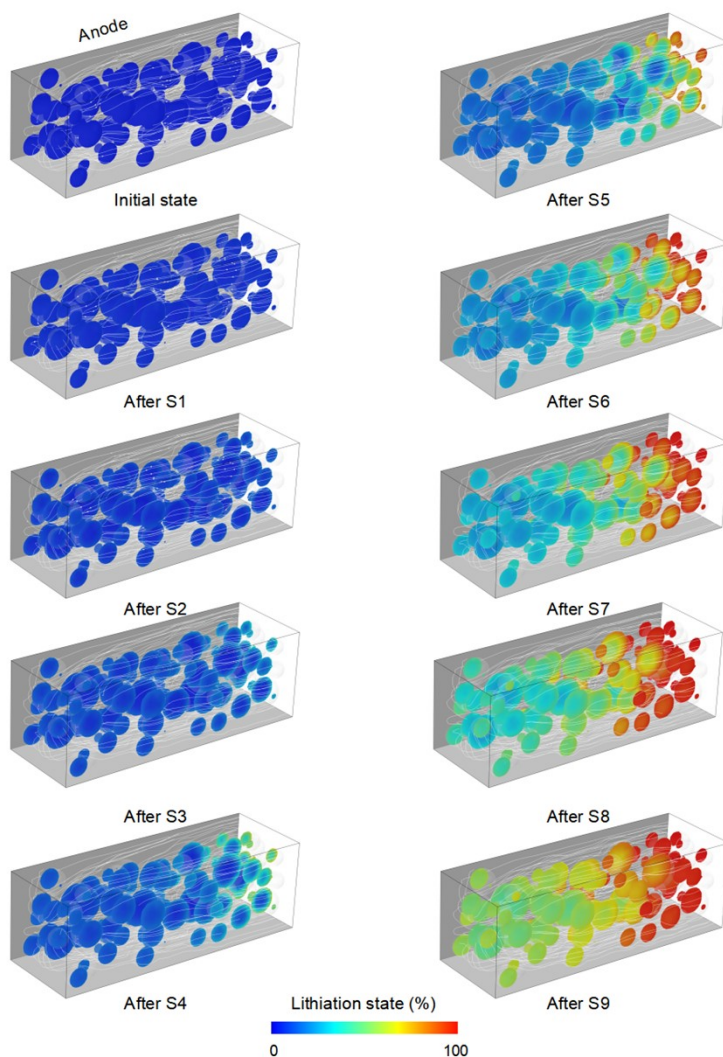 Anode
Initial state
After S5
After S1
After S6
After S2
After S7
After S3
After S8
After S4
After S9
Lithiation state (%)
0 100